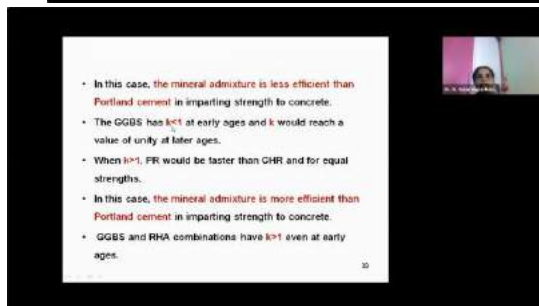 • In this case, the mineral admixture is less efficient than
Portland cement in imparting strength to concrete.
• The GGBS has k<1 at early ages and k would reach a
value of unity at later ages.
• When k>1, PR would be faster than CHR and for equal
strengths.
• In this case, the mineral admixture is more efficient than
Portland cement in imparting strength to concrete.
• GGBS and RHA combinations have k>1 even at early
ages.